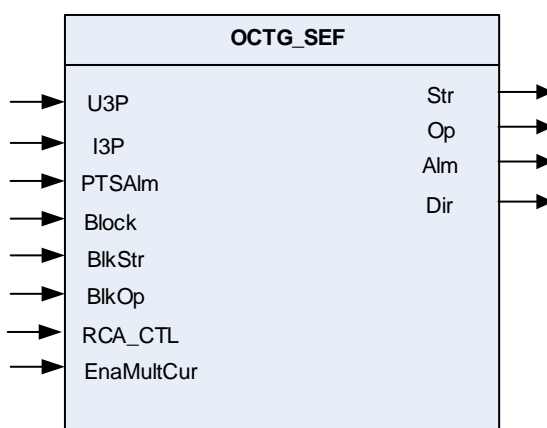 OCTG_SEF
U3P
I3P
PTSAlm
Block
BlkStr
BlkOp
RCA_CTL
EnaMultCur
Str
Op
Alm
Dir